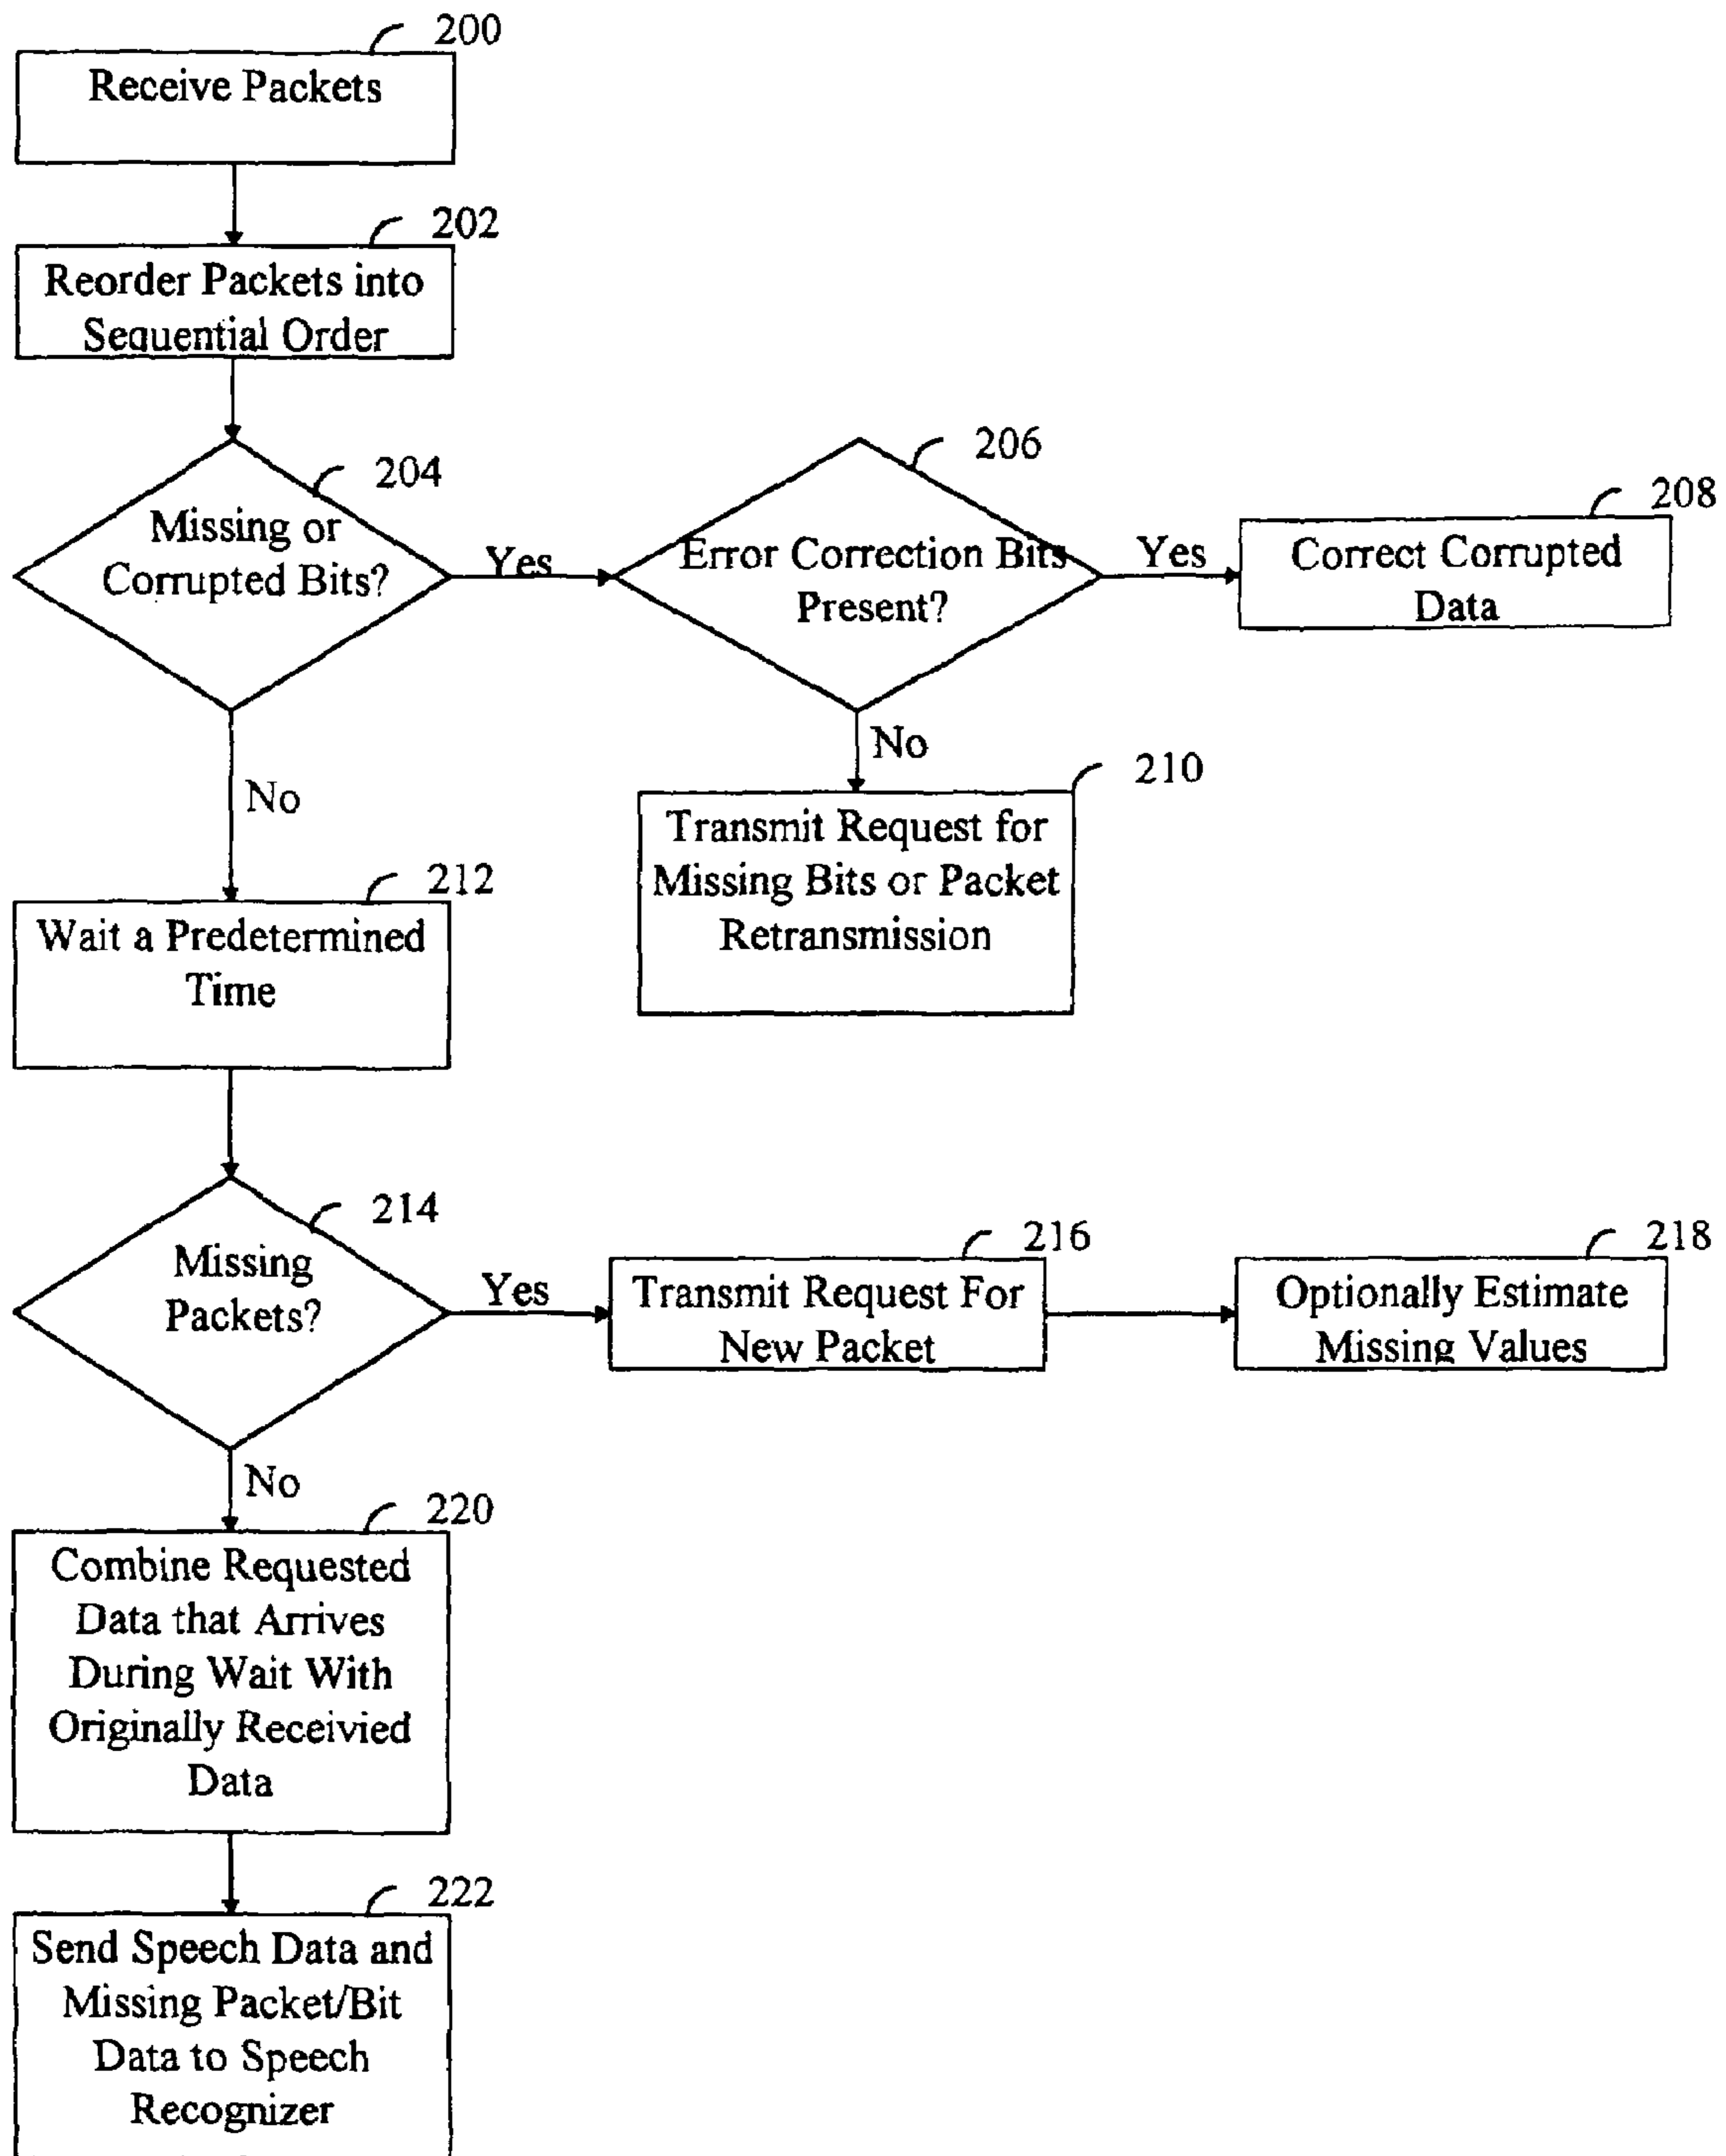 200
Receive Packets
202
Reorder Packets into
Sequential Order
204
Missing or
Corrupted Bits?
Yes
206
Error Correction Bits
Present?
Yes
208
Correct Corrupted
Data
No
210
Transmit Request for
Missing Bits or Packet
Retransmission
No
212
Wait a Predetermined
Time
214
Missing
Packets?
Yes
216
Transmit Request For
New Packet
218
Optionally Estimate
Missing Values
No
220
Combine Requested
Data that Arrives
During Wait With
Originally Receivied
Data
222
Send Speech Data and
Missing Packet/Bit
Data to Speech
Recognizer